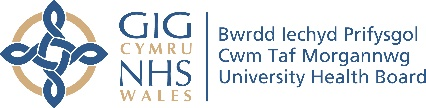 GIG
CYMRU
NHS
WALES
Bwrdd Iechyd Prifysgol
Cwm Taf Morgannwg
University Health Board